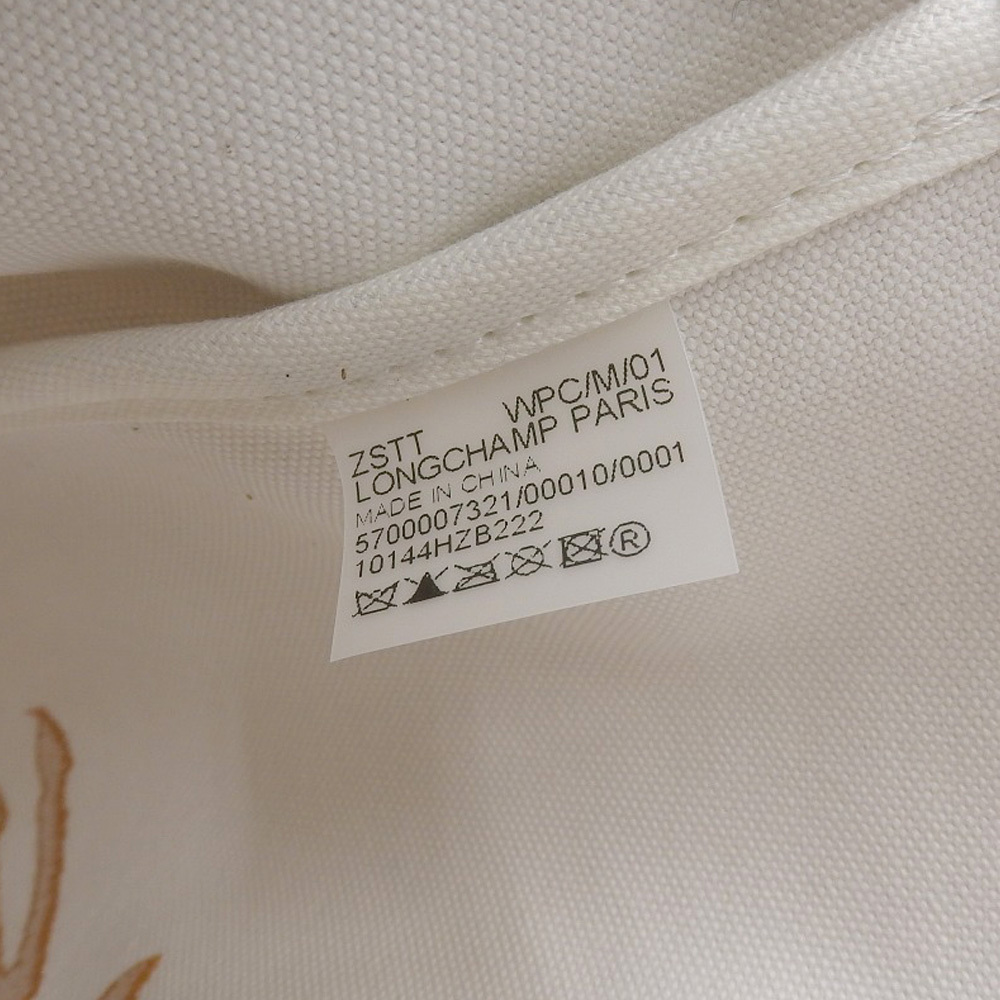 ZSTT WPC/M/01
LONGCHAMP PARIS
MADE IN CHINA
5700007321/00010/0001
10144HZB222
®